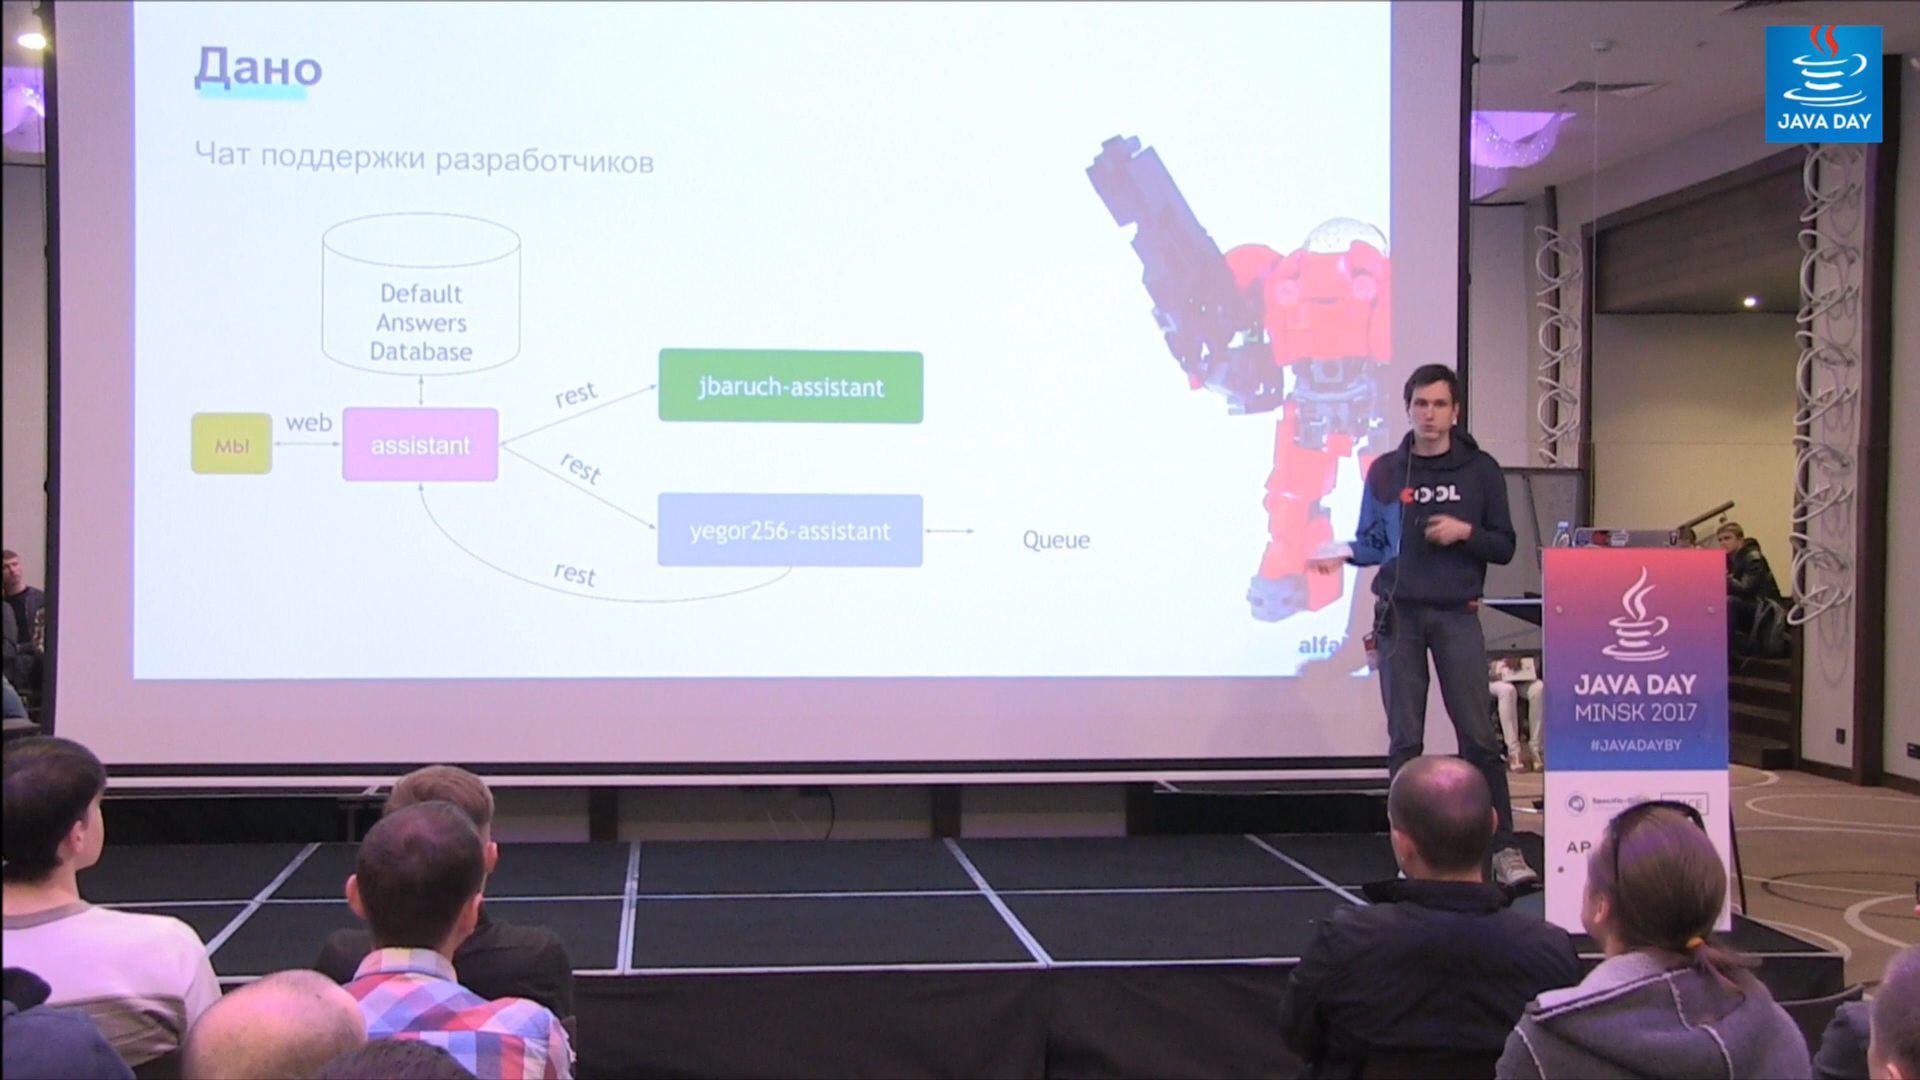 Дано
Чат поддержки разработчиков
Default
Answers
Database
мы
web
assistant
rest
jbaruch-assistant
rest
yegor256-assistant
Queue
rest
alfa
COOL
JAVA DAY
JAVA DAY
MINSK 2017
#JAVADAYBY